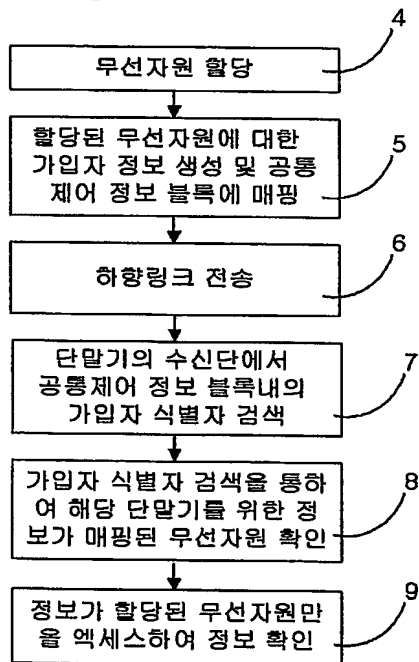 4
무선자원 할당
5
할당된 무선자원에 대한
가입자 정보 생성 및 공통
제어 정보 블록에 매핑
6
하향링크 전송
7
단말기의 수신단에서
공통제어 정보 블록내의
가입자 식별자 검색
8
가입자 식별자 검색을 통하
여 해당 단말기를 위한 정
보가 매핑된 무선자원 확인
9
정보가 할당된 무선자원만
을 엑세스하여 정보 확인